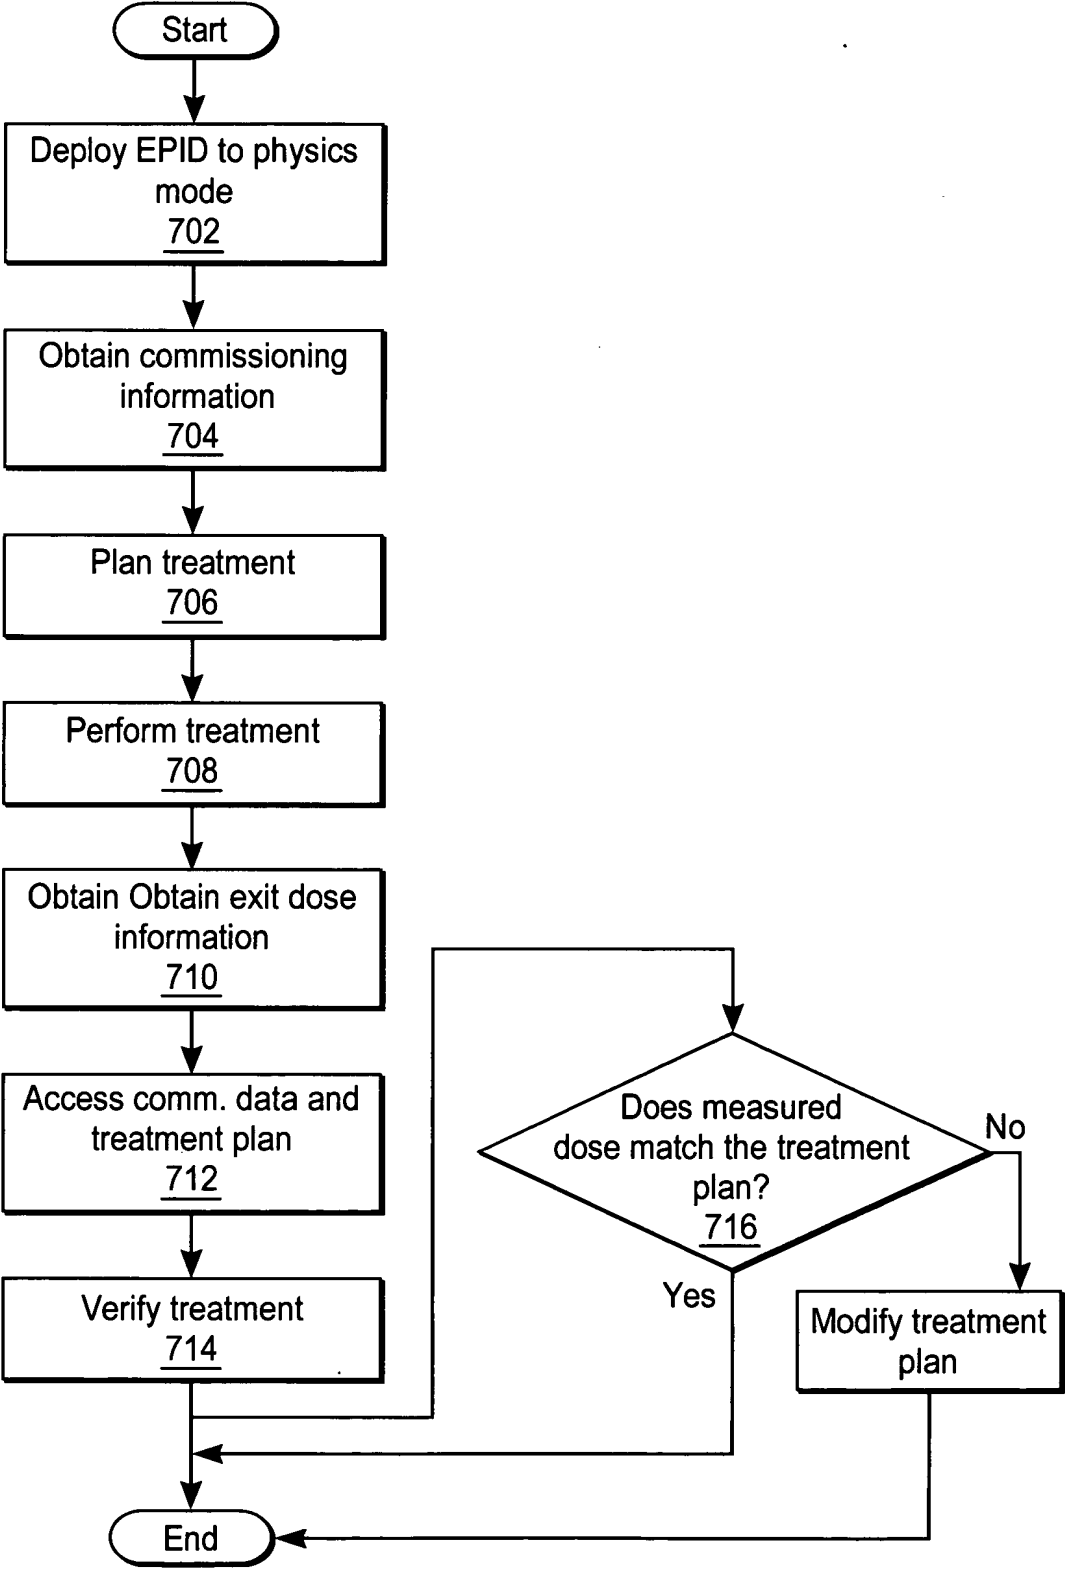 Start
Deploy EPID to physics
mode
702
Obtain commissioning
information
704
Plan treatment
706
Perform treatment
708
Obtain Obtain exit dose
information
710
Access comm. data and
treatment plan
712
Verify treatment
714
Does measured
dose match the treatment
plan?
716
No
Yes
Modify treatment
plan
End